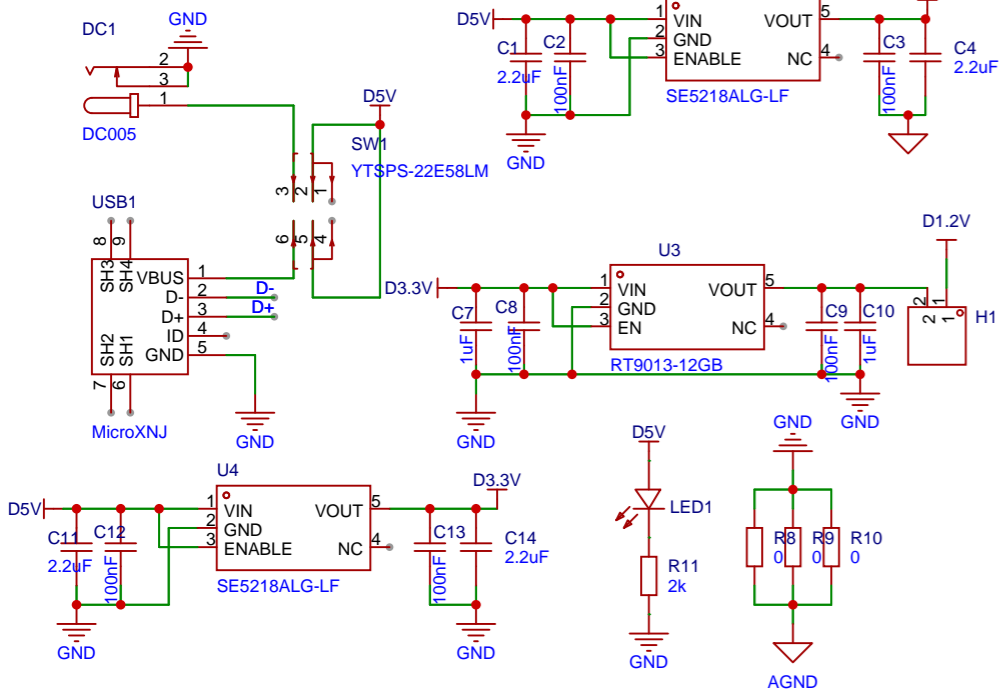 DC1
GND
2
3
1
DC005
D5V
SW1
YTSPS-22E58LM
3
2
1
6
5
4
D5V
C1
2.2uF
C2
100nF
GND
1
VIN
2
GND
3
ENABLE
VOUT
5
NC
4
SE5218ALG-LF
C3
100nF
C4
2.2uF
USB1
8
9
SH3
SH4
VBUS
1
D-
2
D-
D+
3
D+
ID
4
GND
5
SH2
SH1
7
6
MicroXNJ
GND
U3
D3.3V
C7
1uF
C8
100nF
1
VIN
2
GND
3
EN
VOUT
5
NC
4
RT9013-12GB
C9
100nF
C10
1uF
D1.2V
2
1
2
1
H1
GND
GND
U4
D5V
C11
2.2uF
C12
100nF
1
VIN
2
GND
3
ENABLE
VOUT
5
NC
4
SE5218ALG-LF
D3.3V
C13
100nF
C14
2.2uF
GND
GND
D5V
LED1
R11
2k
GND
GND
R8
0
R9
0
R10
0
AGND